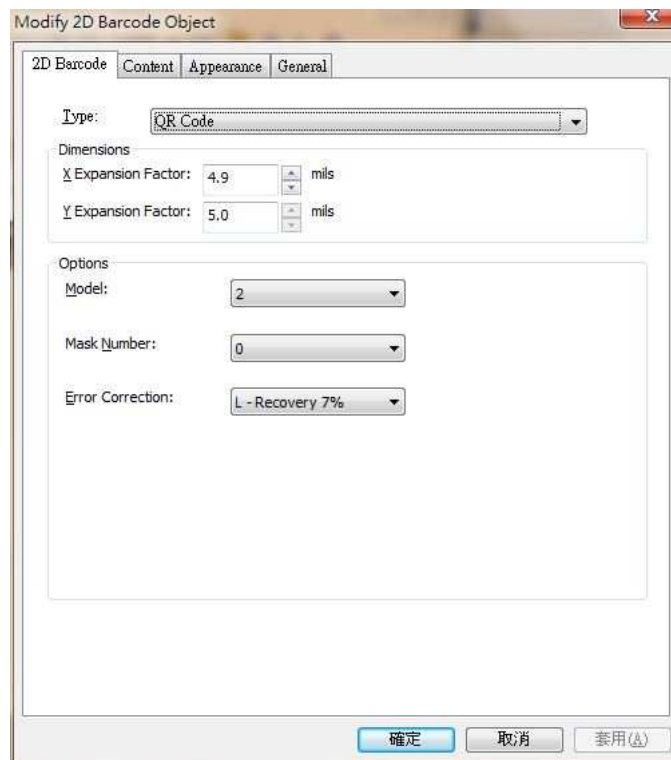 Modify 2D Barcode Object
2D Barcode Content Appearance General
Type: QR Code
Dimensions
X Expansion Factor: 4.9 mils
Y Expansion Factor: 5.0 mils
Options
Model: 2
Mask Number: 0
Error Correction: L - Recovery 7%
確定 取消 套用(A)